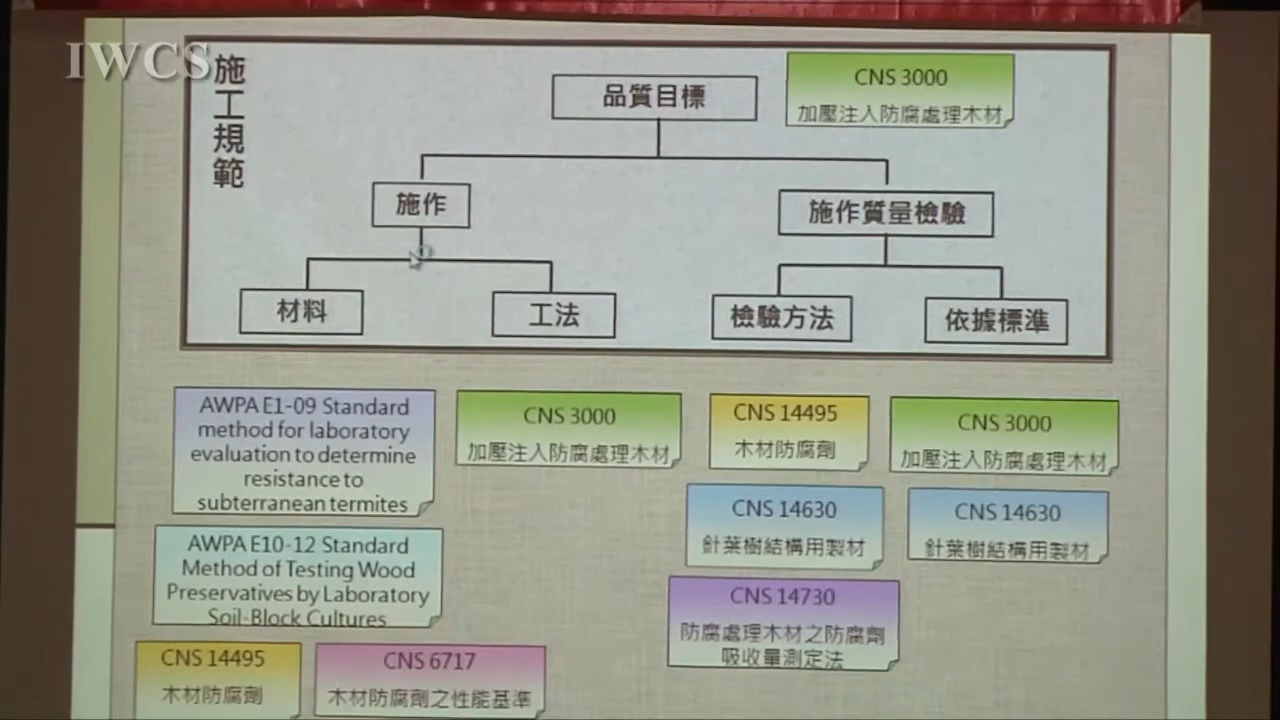 IWCS
施工規範
品質目標
CNS 3000
加壓注入防腐處理木材
施作
施作質量檢驗
材料
工法
檢驗方法
依據標準
AWPA E1-09 Standard
method for laboratory
evaluation to determine
resistance to
subterranean termites
CNS 3000
加壓注入防腐處理木材
CNS 14495
木材防腐劑
CNS 3000
加壓注入防腐處理木材
CNS 14630
針葉樹結構用製材
CNS 14630
針葉樹結構用製材
AWPA E10-12 Standard
Method of Testing Wood
Preservatives by Laboratory
Soil-Block Cultures
CNS 14730
防腐處理木材之防腐劑
吸收量測定法
CNS 14495
木材防腐劑
CNS 6717
木材防腐劑之性能基準